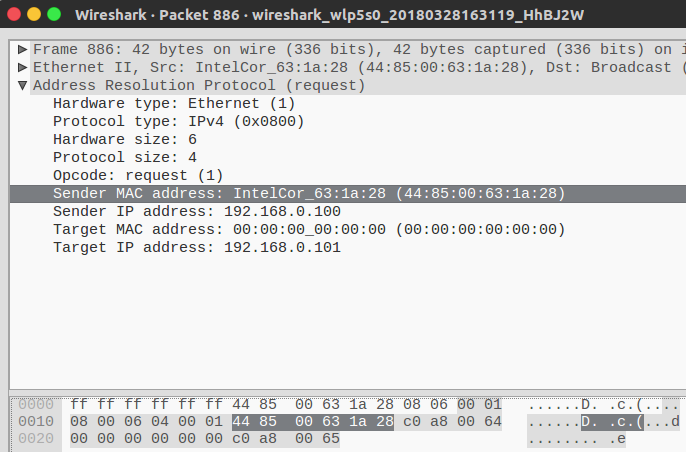 Wireshark · Packet 886 · wireshark_wlp5s0_20180328163119_HhBJ2W
Frame 886: 42 bytes on wire (336 bits), 42 bytes captured (336 bits) on i
Ethernet II, Src: IntelCor_63:1a:28 (44:85:00:63:1a:28), Dst: Broadcast (
Address Resolution Protocol (request)
Hardware type: Ethernet (1)
Protocol type: IPv4 (0x0800)
Hardware size: 6
Protocol size: 4
Opcode: request (1)
Sender MAC address: IntelCor_63:1a:28 (44:85:00:63:1a:28)
Sender IP address: 192.168.0.100
Target MAC address: 00:00:00_00:00:00 (00:00:00:00:00:00)
Target IP address: 192.168.0.101
0000 ff ff ff ff ff ff 44 85 00 63 1a 28 08 06 00 01 ......D. .c.(....
0010 08 00 06 04 00 01 44 85 00 63 1a 28 c0 a8 00 64 ......D. .c.(...d
0020 00 00 00 00 00 00 c0 a8 00 65 ........ .e